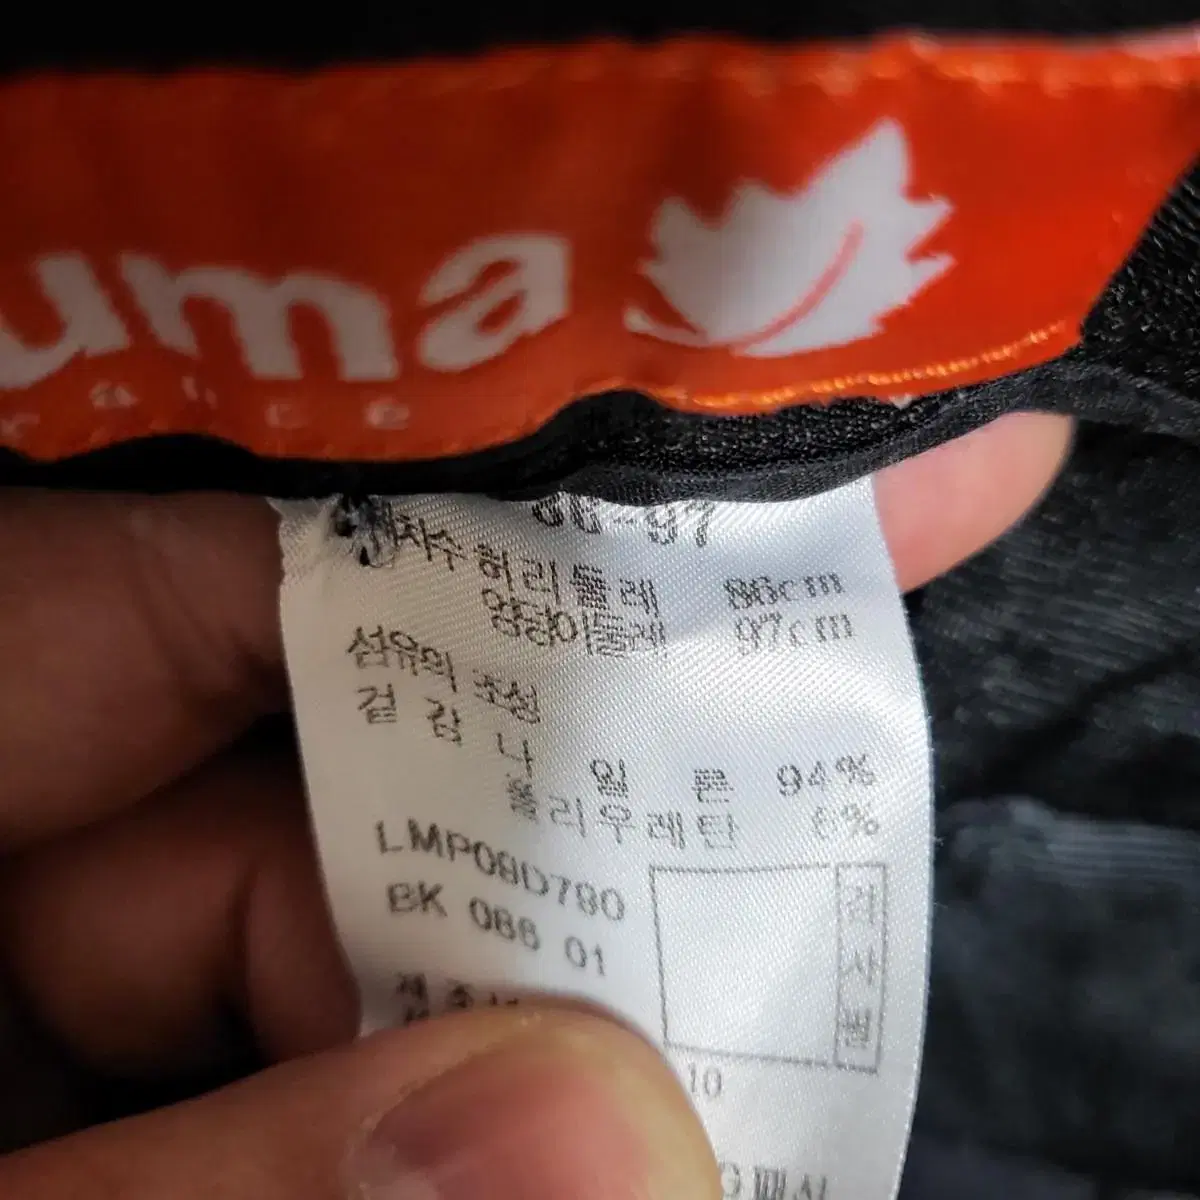 uma
86-97
치수 허리둘레 86cm
엉덩이둘레 97cm
섬유의 조성
겉 감 나 일 론 94%
폴리우레탄 6%
LMP09D790
BK 086 01
검사필
10